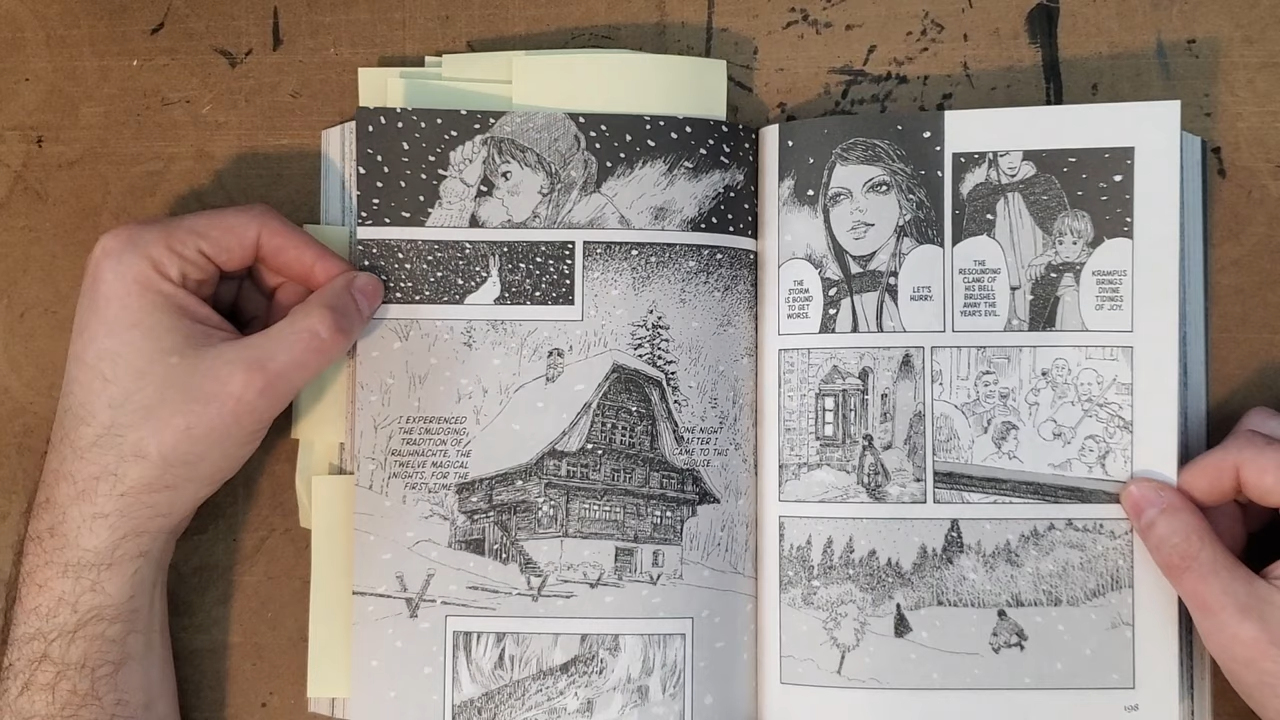 KRAMPUS
BRINGS
DIVINE
TIDINGS
OF JOY.
THE
RESOUNDING
CLANG OF
HIS BELL
BRUSHES
AWAY THE
YEAR'S EVIL.
LET'S
HURRY.
THE
STORM
IS BOUND
TO GET
WORSE.
198
ONE NIGHT
AFTER I
CAME TO THIS
HOUSE...
I EXPERIENCED
THE SMUDGING
TRADITION OF
RAUHNÄCHTE, THE
TWELVE MAGICAL
NIGHTS, FOR THE
FIRST TIME.